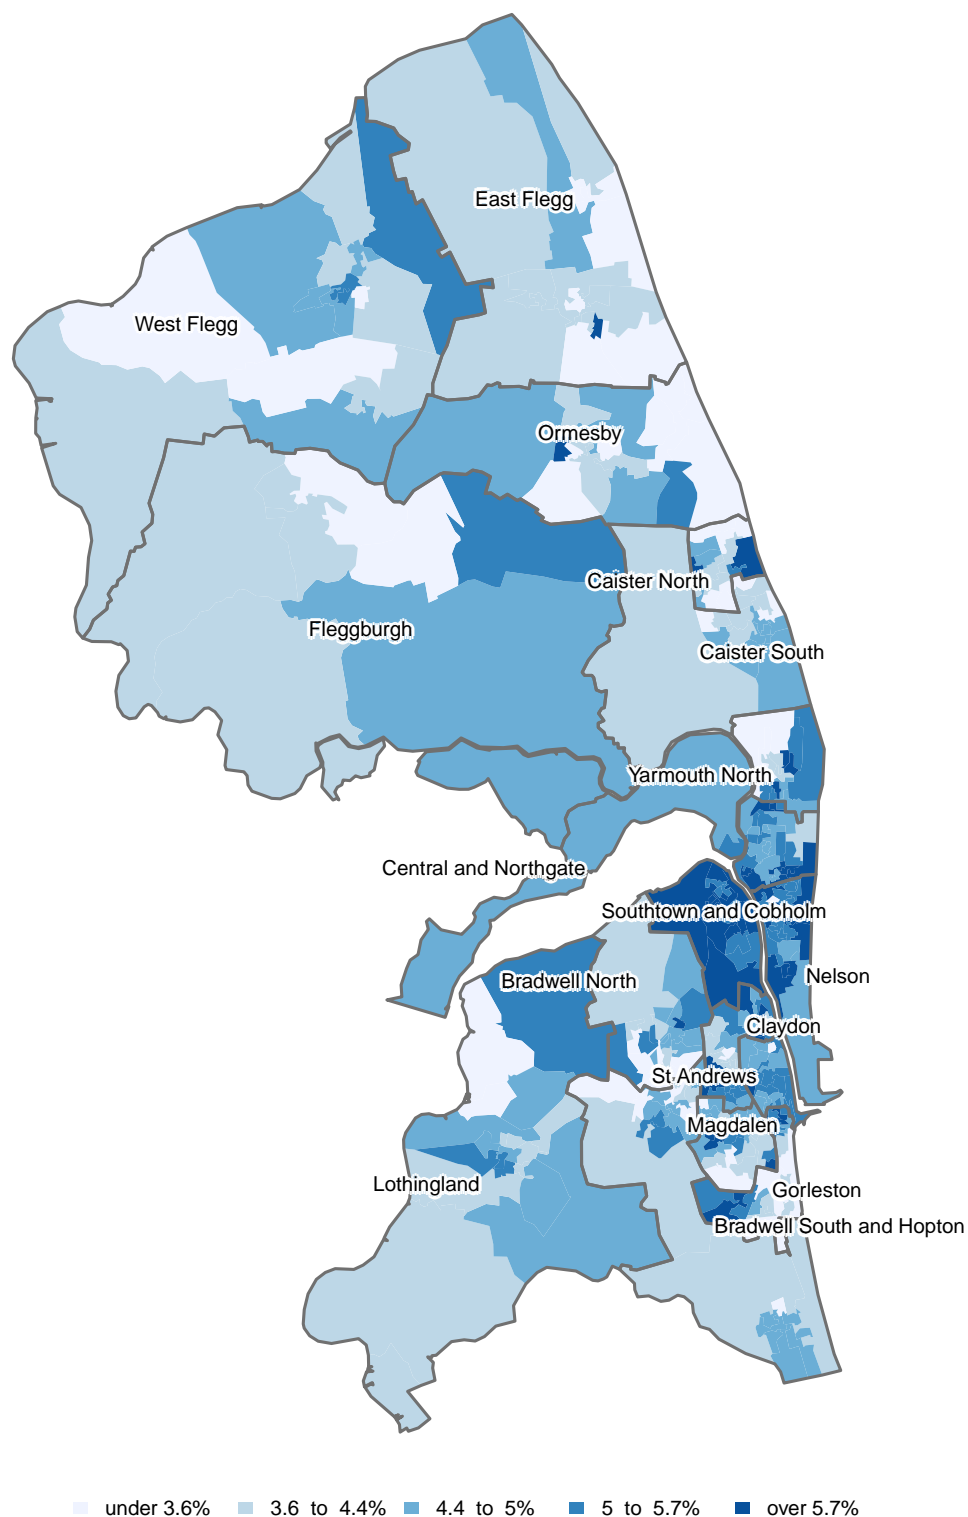 East Flegg
West Flegg
Ormesby
Caister North
Fleggburgh
Caister South
Yarmouth North
Central and Northgate
Southtown and Cobholm
Nelson
Bradwell North
Claydon
St Andrews
Magdalen
Lothingland
Gorleston
Bradwell South and Hopton
under 3.6% 3.6 to 4.4% 4.4 to 5% 5 to 5.7% over 5.7%